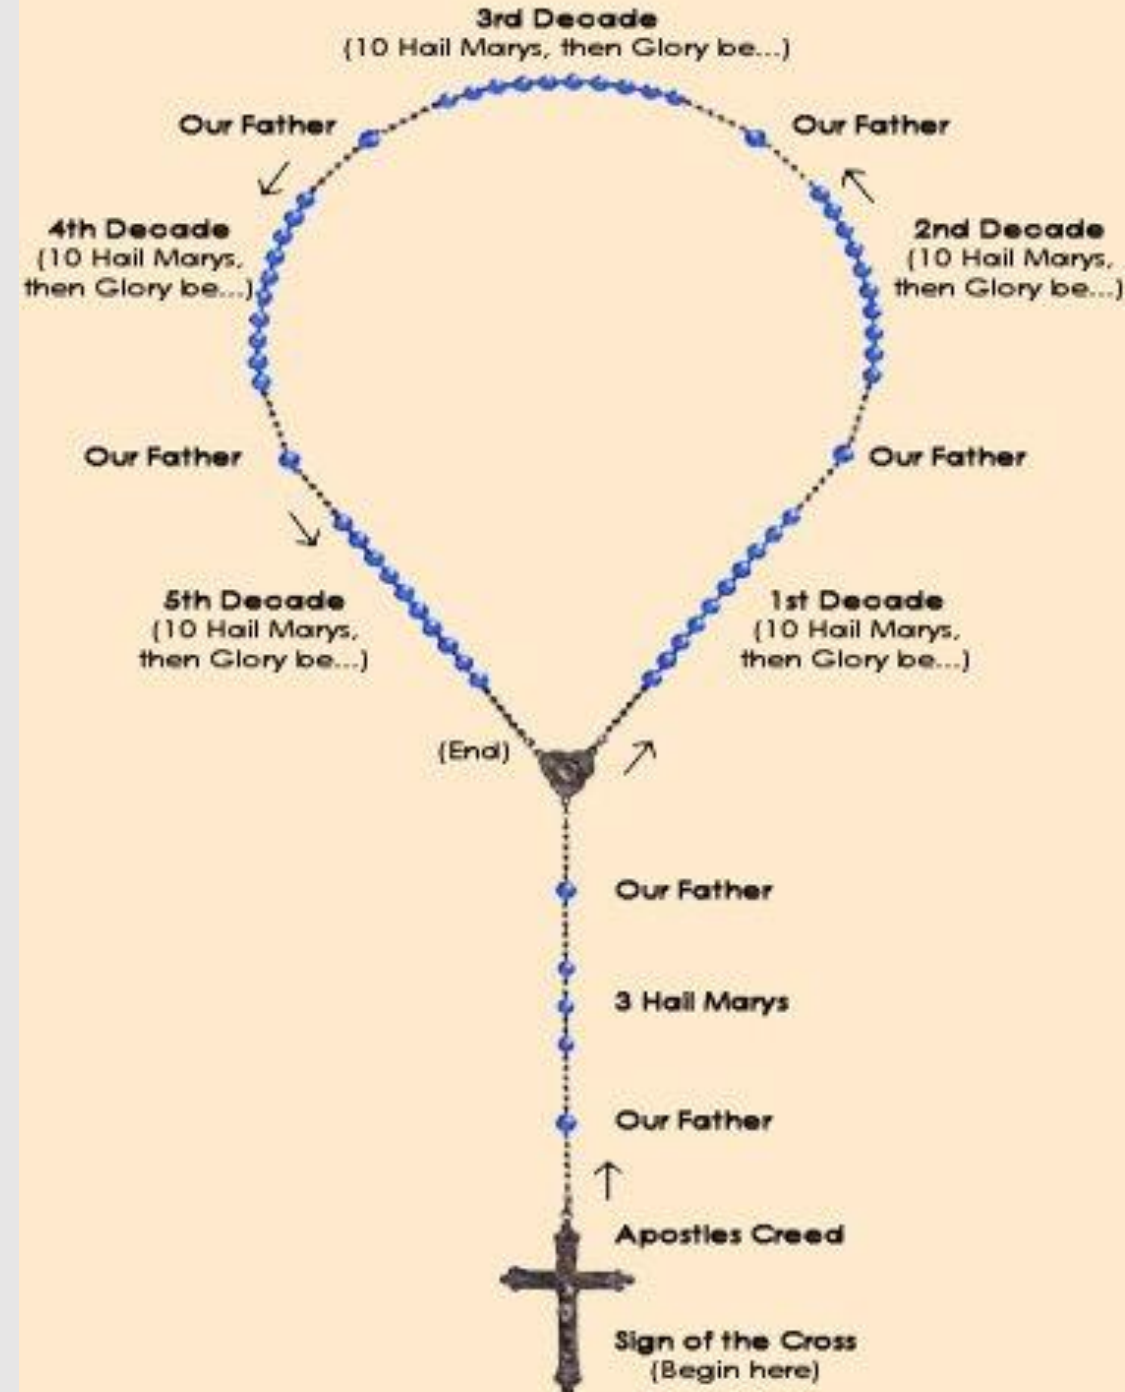 3rd Decade
(10 Hail Marys, then Glory be...)
Our Father
Our Father
4th Decade
(10 Hail Marys,
then Glory be...)
2nd Decade
(10 Hail Marys,
then Glory be...)
Our Father
Our Father
5th Decade
(10 Hail Marys,
then Glory be...)
1st Decade
(10 Hail Marys,
then Glory be...)
(End)
Our Father
3 Hail Marys
Our Father
Apostles Creed
Sign of the Cross
(Begin here)